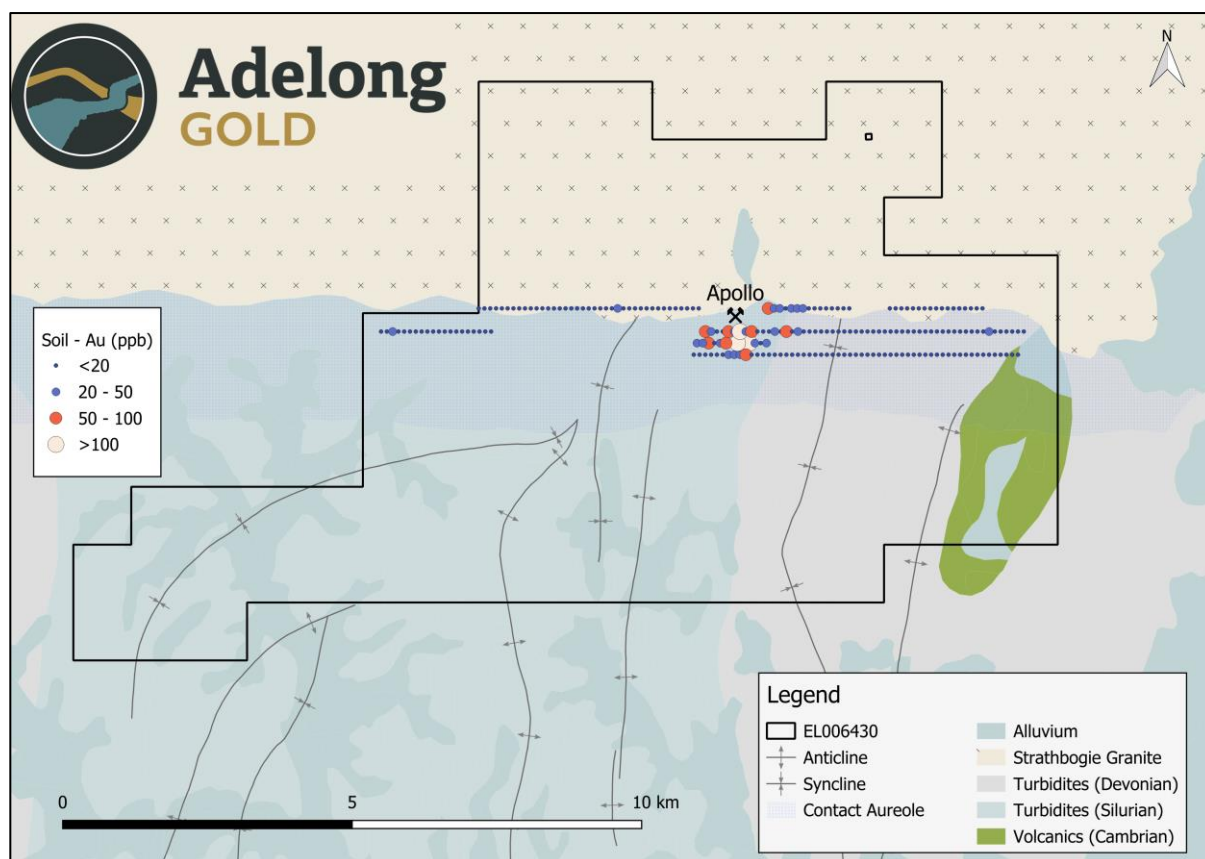 Adelong
GOLD
N
Apollo
Soil - Au (ppb)
<20
20 - 50
50 - 100
>100
Legend
EL006430
Anticline
Syncline
Contact Aureole
Alluvium
Strathbogie Granite
Turbidites (Devonian)
Turbidites (Silurian)
Volcanics (Cambrian)
0 5 10 km